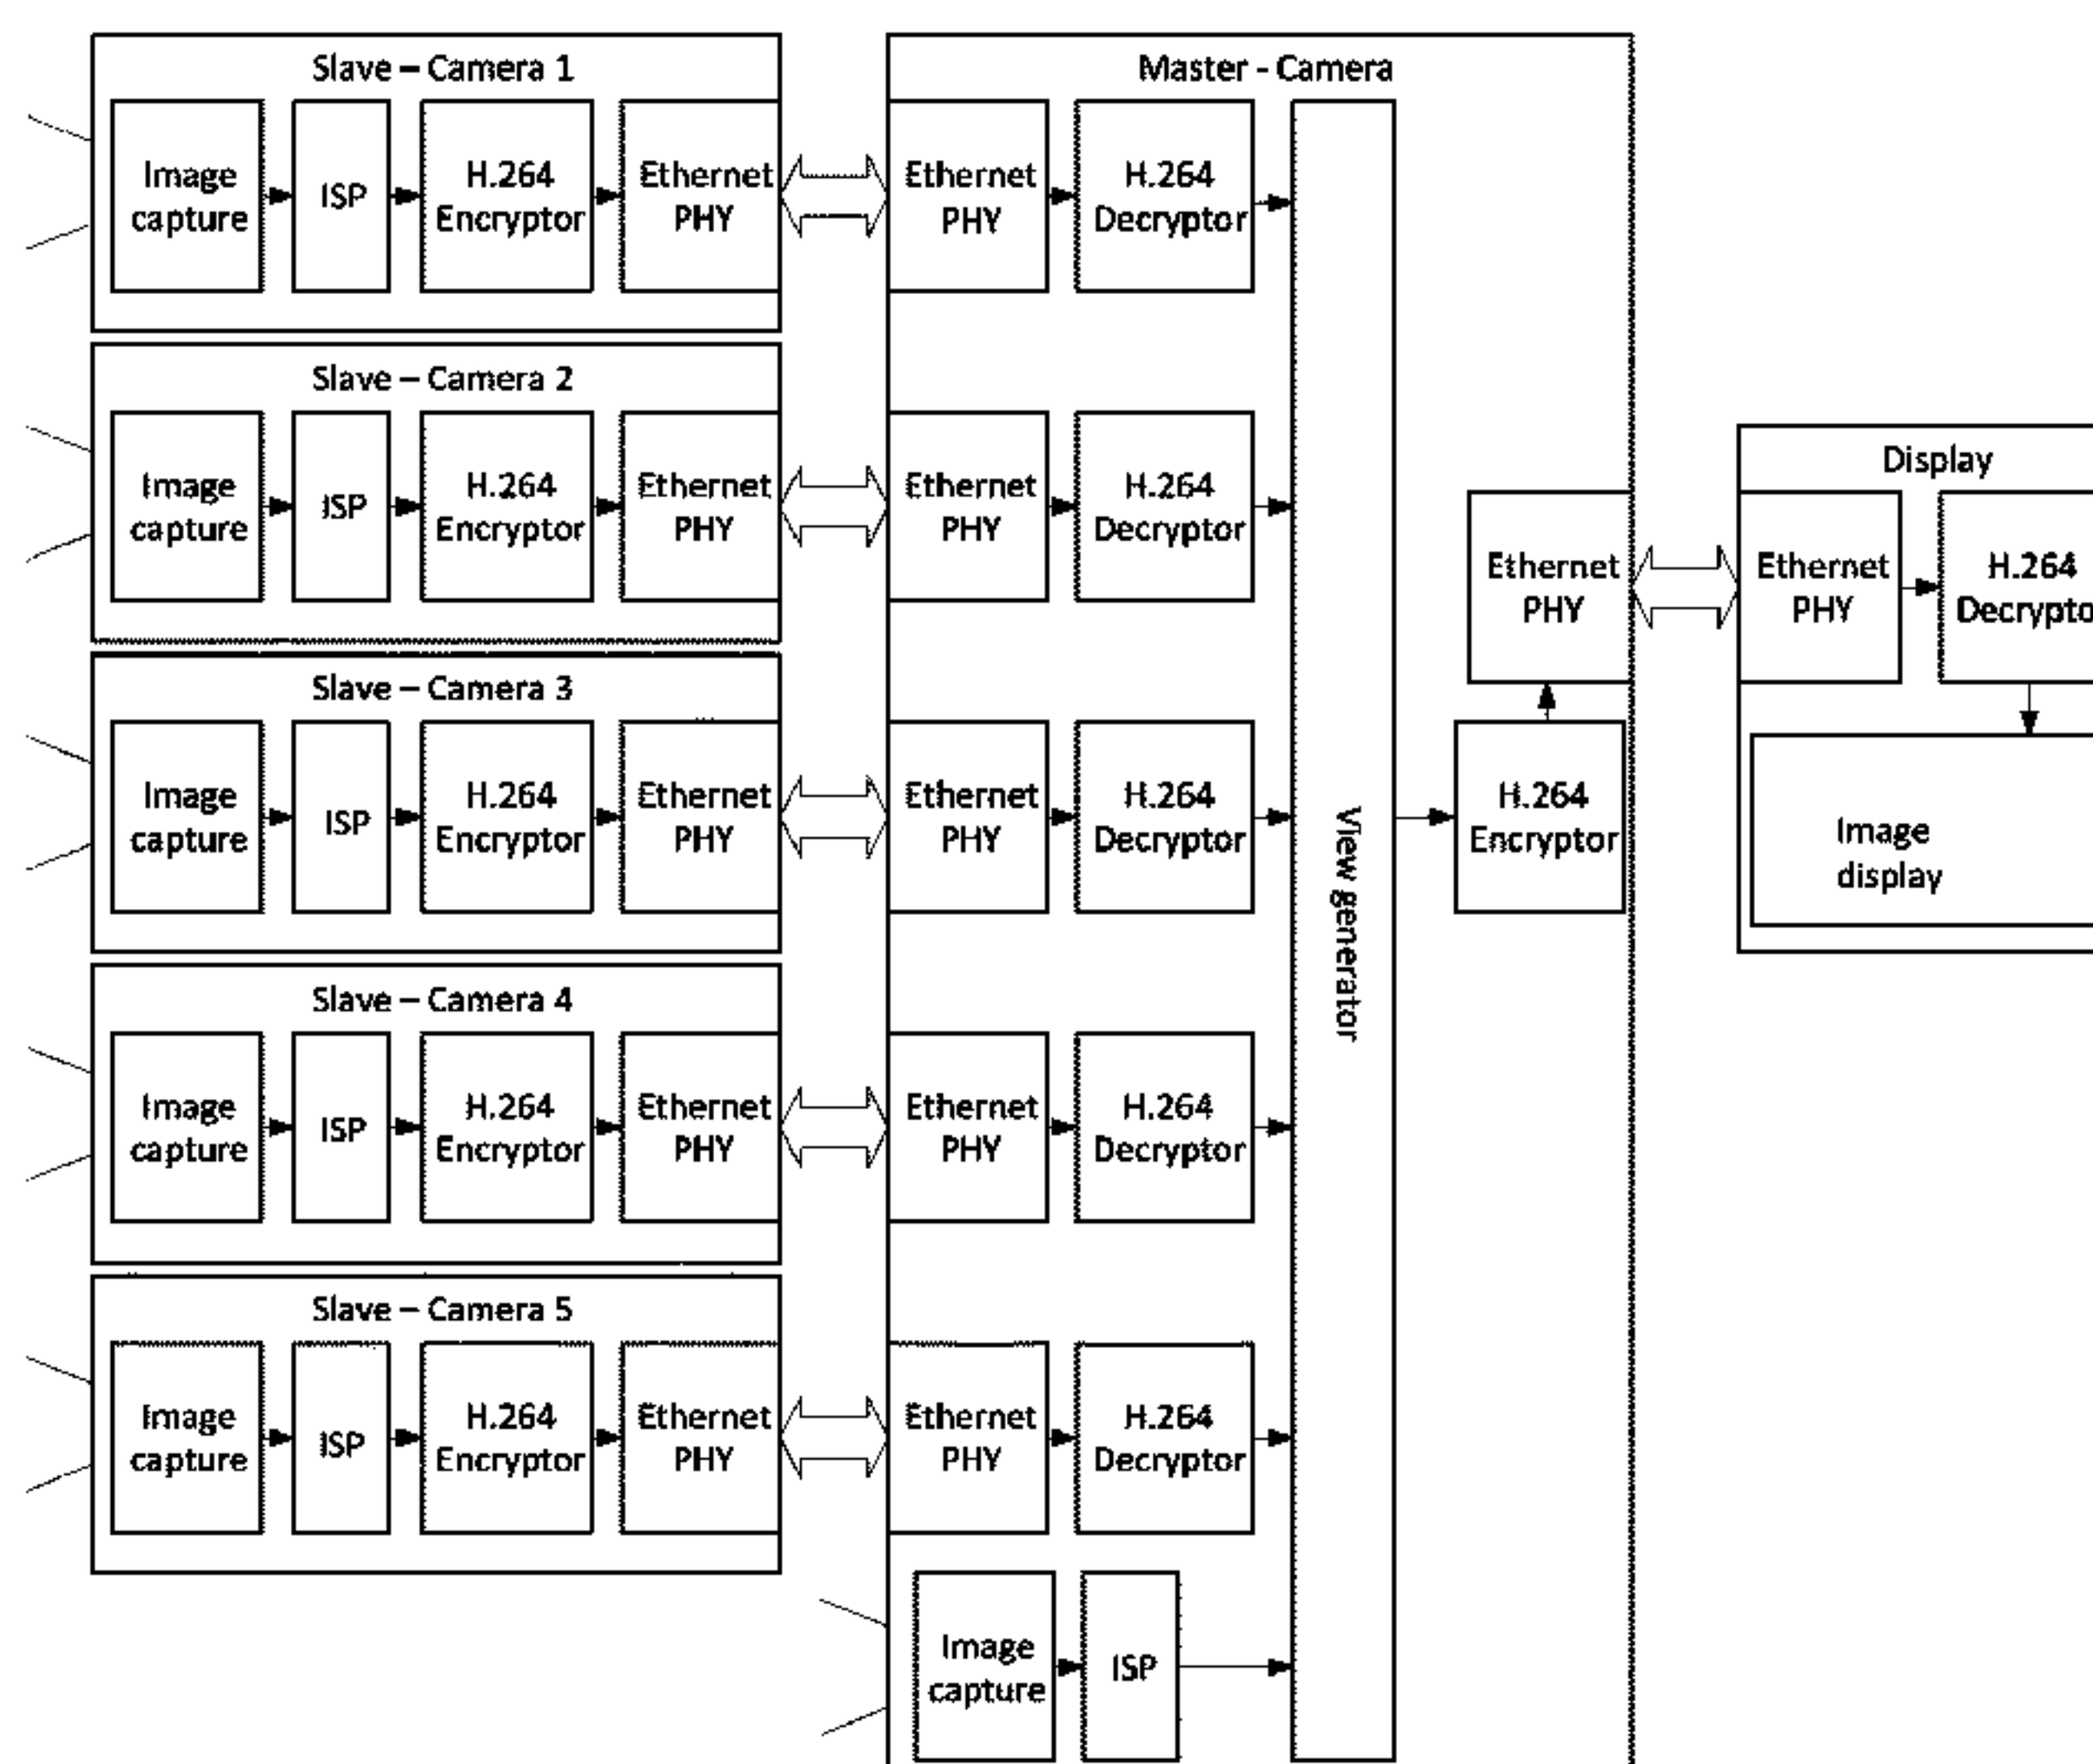 Slave – Camera 1
Image
capture
ISP
H.264
Encryptor
Ethernet
PHY
Slave – Camera 2
Image
capture
ISP
H.264
Encryptor
Ethernet
PHY
Slave – Camera 3
Image
capture
ISP
H.264
Encryptor
Ethernet
PHY
Slave – Camera 4
Image
capture
ISP
H.264
Encryptor
Ethernet
PHY
Slave – Camera 5
Image
capture
ISP
H.264
Encryptor
Ethernet
PHY
Master - Camera
Ethernet
PHY
H.264
Decryptor
Ethernet
PHY
H.264
Decryptor
Ethernet
PHY
H.264
Decryptor
Ethernet
PHY
H.264
Decryptor
Ethernet
PHY
H.264
Decryptor
Image
capture
ISP
View generator
Ethernet
PHY
H.264
Encryptor
Display
Ethernet
PHY
H.264
Decrypto
Image
display